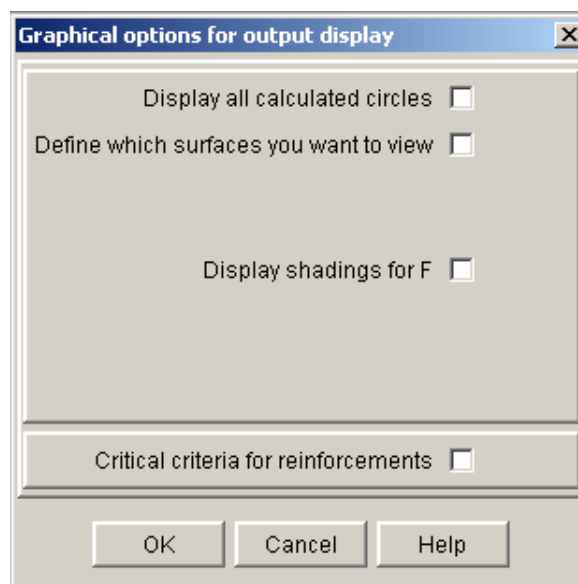 Graphical options for output display
Display all calculated circles
Define which surfaces you want to view
Display shadings for F
Critical criteria for reinforcements
OK Cancel Help